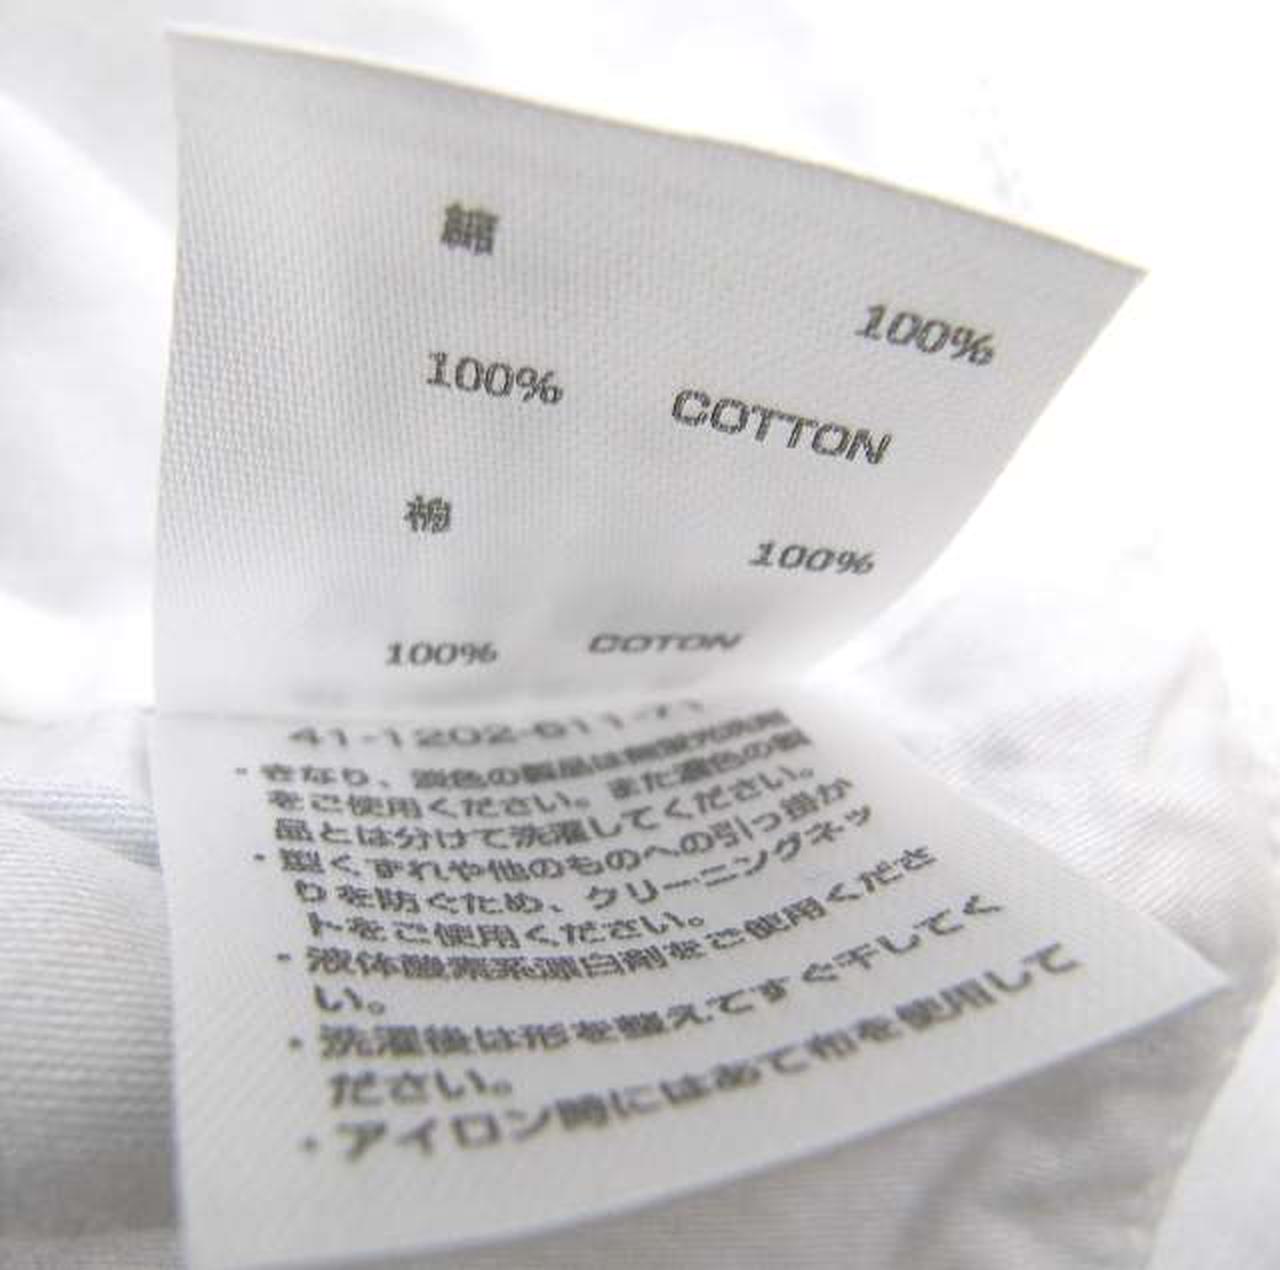 綿
100%
100%
COTTON
棉
100%
100%
COTON
41-1202-611-71
・きなり、淡色の製品は無蛍光洗剤
をご使用ください。また濃色の製
品とは分けて洗濯してください。
・型くずれや他のものへの引っ掛か
りを防ぐため、クリーニングネッ
トをご使用ください。
・液体酸素系漂白剤をご使用くださ
い。
・洗濯後は形を整えてすぐ干してく
ださい。
・アイロン時にはあて布を使用して